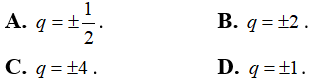 A. q = ±1/2. B. q = ±2 .
C. q = ±4 . D. q = ±1.